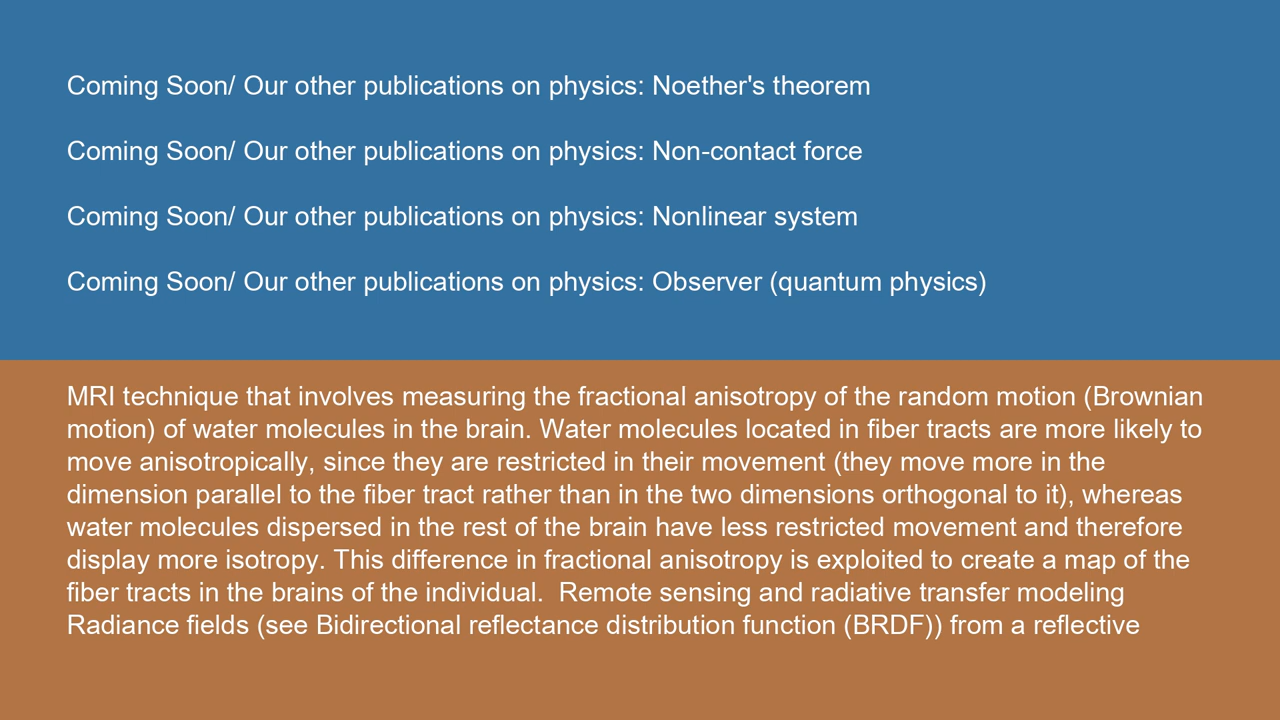 Coming Soon/ Our other publications on physics: Noether's theorem
Coming Soon/ Our other publications on physics: Non-contact force
Coming Soon/ Our other publications on physics: Nonlinear system
Coming Soon/ Our other publications on physics: Observer (quantum physics)
MRI technique that involves measuring the fractional anisotropy of the random motion (Brownian
motion) of water molecules in the brain. Water molecules located in fiber tracts are more likely to
move anisotropically, since they are restricted in their movement (they move more in the
dimension parallel to the fiber tract rather than in the two dimensions orthogonal to it), whereas
water molecules dispersed in the rest of the brain have less restricted movement and therefore
display more isotropy. This difference in fractional anisotropy is exploited to create a map of the
fiber tracts in the brains of the individual.  Remote sensing and radiative transfer modeling
Radiance fields (see Bidirectional reflectance distribution function (BRDF)) from a reflective